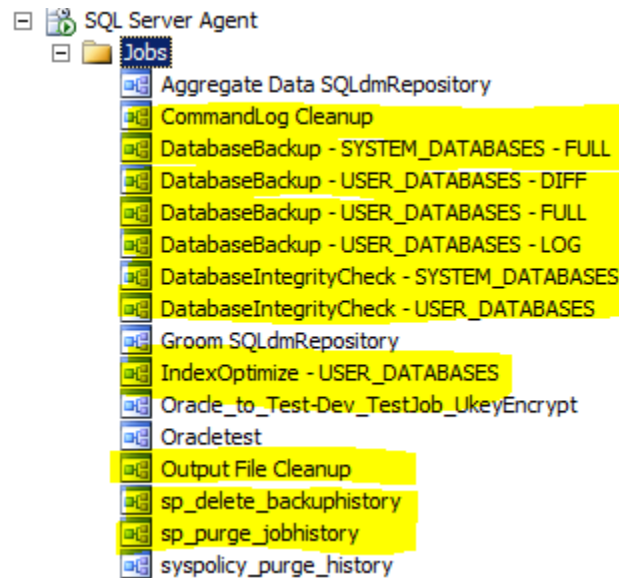 SQL Server Agent
Jobs
Aggregate Data SQLdmRepository
CommandLog Cleanup
DatabaseBackup - SYSTEM_DATABASES - FULL
DatabaseBackup - USER_DATABASES - DIFF
DatabaseBackup - USER_DATABASES - FULL
DatabaseBackup - USER_DATABASES - LOG
DatabaseIntegrityCheck - SYSTEM_DATABASES
DatabaseIntegrityCheck - USER_DATABASES
Groom SQLdmRepository
IndexOptimize - USER_DATABASES
Oracle_to_Test-Dev_TestJob_UkeyEncrypt
Oracletest
Output File Cleanup
sp_delete_backuphistory
sp_purge_jobhistory
syspolicy_purge_history